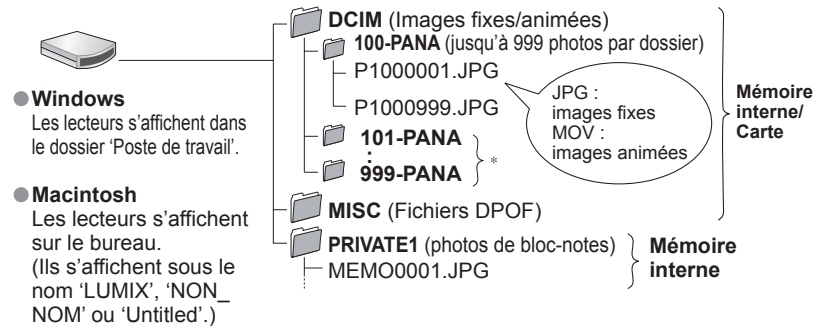 DCIM (Images fixes/animées)
100-PANA (jusqu'à 999 photos par dossier)
P1000001.JPG
P1000999.JPG
JPG :
images fixes
MOV :
images animées
101-PANA
:
999-PANA
*
MISC (Fichiers DPOF)
Mémoire
interne/
Carte
PRIVATE1 (photos de bloc-notes)
MEMO0001.JPG
Mémoire
interne
●Windows
Les lecteurs s'affichent dans
le dossier 'Poste de travail'.
●Macintosh
Les lecteurs s'affichent
sur le bureau.
(Ils s'affichent sous le
nom 'LUMIX', 'NON_
NOM' ou 'Untitled'.)